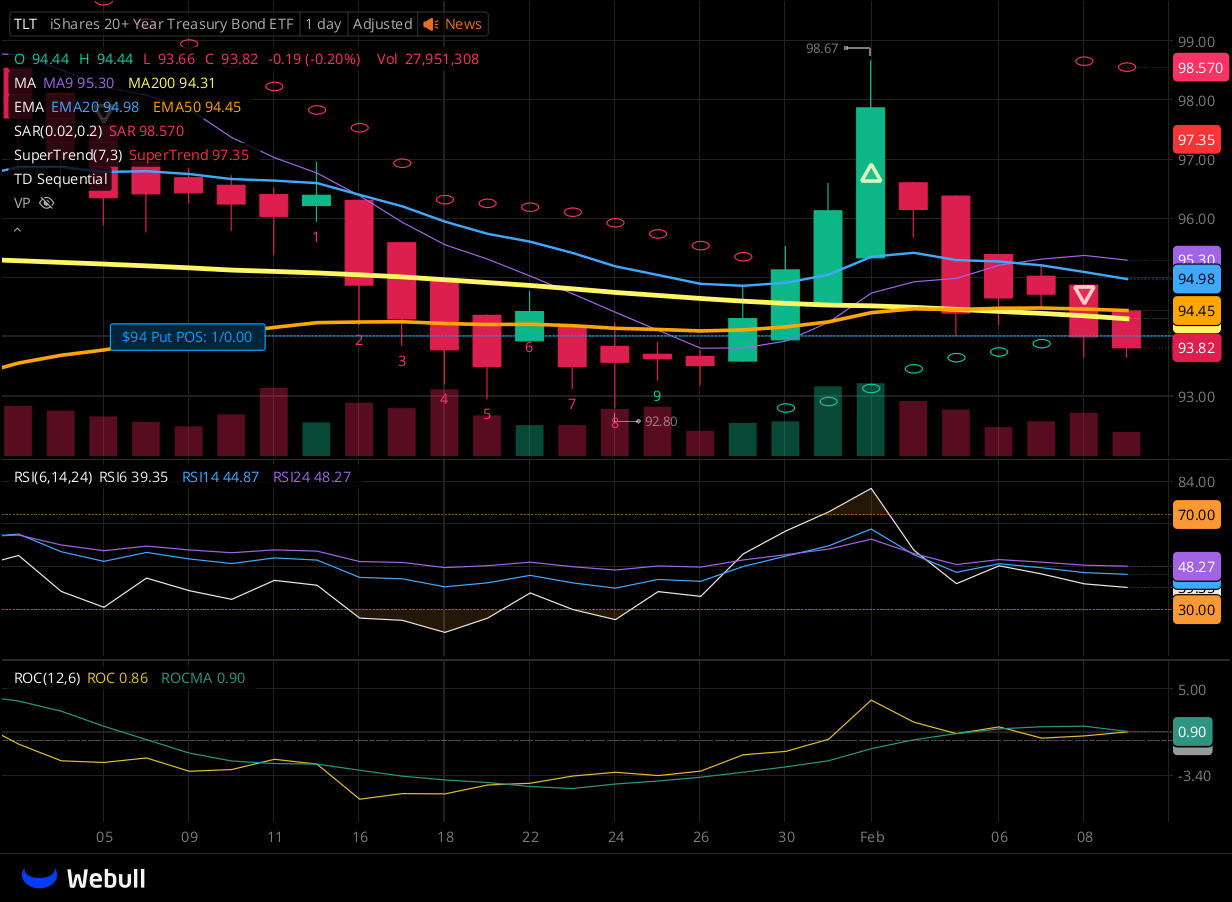 TLT iShares 20+ Year Treasury Bond ETF 1 day Adjusted News
O 94.44 H 94.44 L 93.66 C 93.82 -0.19 (-0.20%) Vol 27,951,308
MA MA9 95.30 MA200 94.31
EMA EMA20 94.98 EMA50 94.45
SAR(0.02,0.2) SAR 98.570
SuperTrend(7,3) SuperTrend 97.35
TD Sequential
VP
98.67
99.00
98.570
98.00
97.35
97.00
96.00
95.30
94.98
94.45
93.82
93.00
$94 Put POS: 1/0.00
1
2
3
4
5
6
7
8
9
92.80
RSI(6,14,24) RSI6 39.35 RSI14 44.87 RSI24 48.27
84.00
70.00
48.27
39.35
30.00
ROC(12,6) ROC 0.86 ROCMA 0.90
5.00
0.90
-3.40
05 09 11 16 18 22 24 26 30 Feb 06 08
Webull